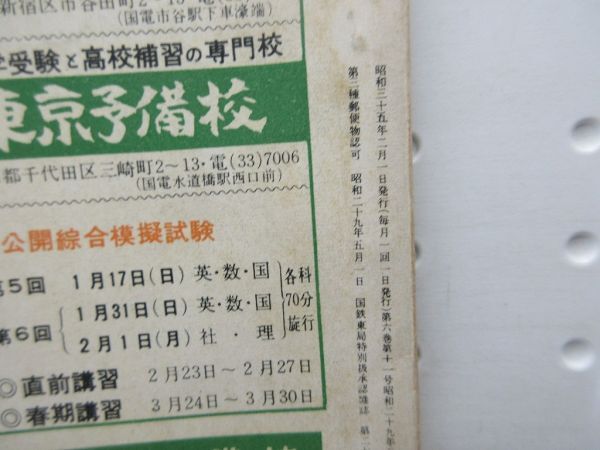 新宿区市谷田町2～13・
(国電市谷駅下車濠端)
受験と高校補習の専門校
東京予備校
都千代田区三崎町2～13・電(33)7006
(国電水道橋駅西口前)
公開綜合模擬試験
第5回 1月17日(日) 英・数・国
第6回 1月31日(日) 英・数・国
2月1日(月) 社・理
各科
70分
施行
◎直前講習 2月23日～2月27日
◎春期講習 3月24日～3月30日
昭和三十五年二月一日発行(毎月一回一日発行)第六巻第十一号昭和二十九年
第三種郵便物認可 昭和二十九年五月一日 国鉄東局特別扱承認雑誌 第二